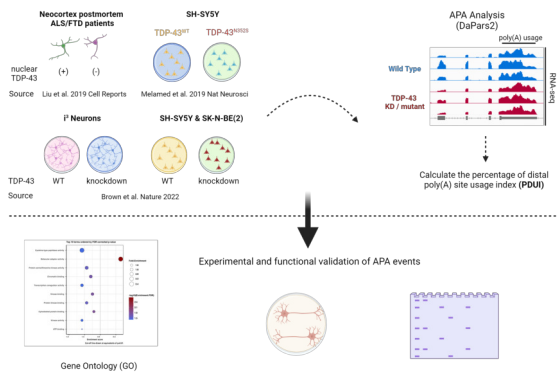 Neocortex postmortem
ALS/FTD patients
SH-SY5Y
TDP-43WT
TDP-43N352S
nuclear
TDP-43
(+)
(-)
Source
Liu et al. 2019 Cell Reports
Melamed et al. 2019 Nat Neurosci
i³ Neurons
SH-SY5Y & SK-N-BE(2)
TDP-43
WT
knockdown
WT
knockdown
Source
Brown et al. Nature 2022
APA Analysis
(DaPars2)
poly(A) usage
Wild Type
TDP-43
KD / mutant
RNA-seq
Calculate the percentage of distal
poly(A) site usage index (PDUI)
Experimental and functional validation of APA events
Gene Ontology (GO)